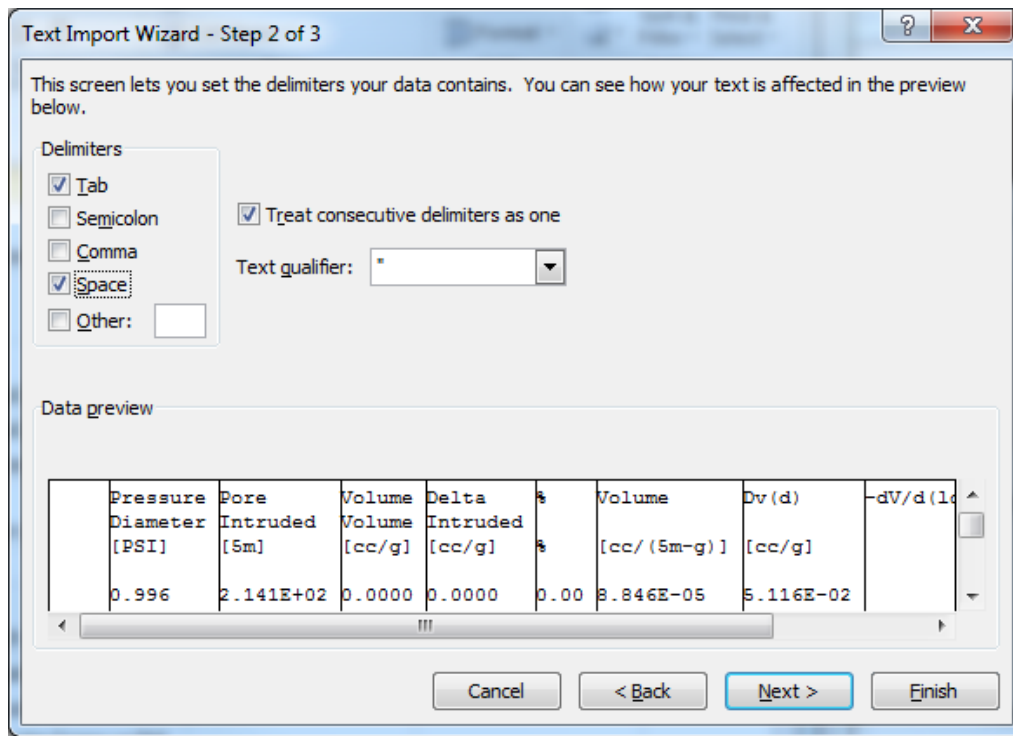 Text Import Wizard - Step 2 of 3
?
X
This screen lets you set the delimiters your data contains. You can see how your text is affected in the preview
below.
Delimiters
Tab
Semicolon
Comma
Space
Other:
Treat consecutive delimiters as one
Text qualifier: "
Data preview
Pressure Pore Volume Delta % Volume Dv(d) -dV/d(lo
Diameter Intruded Volume Intruded
[PSI] [5m] [cc/g] [cc/g] % [cc/(5m-g)] [cc/g]
0.996 2.141E+02 0.0000 0.0000 0.00 8.846E-05 5.116E-02
Cancel < Back Next > Finish